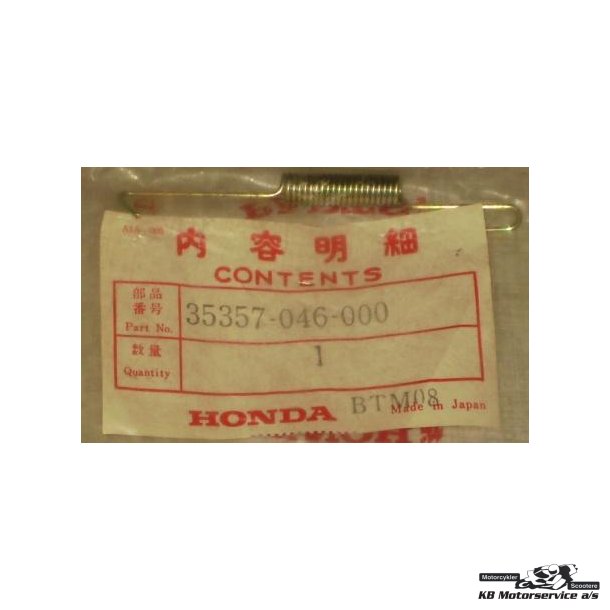 内容明細
CONTENTS
部品番号
Part No.
35357-046-000
数量
Quantity
1
HONDA
BTM08
Made in Japan
Motorcykler
Scootere
KB Motorservice a/s